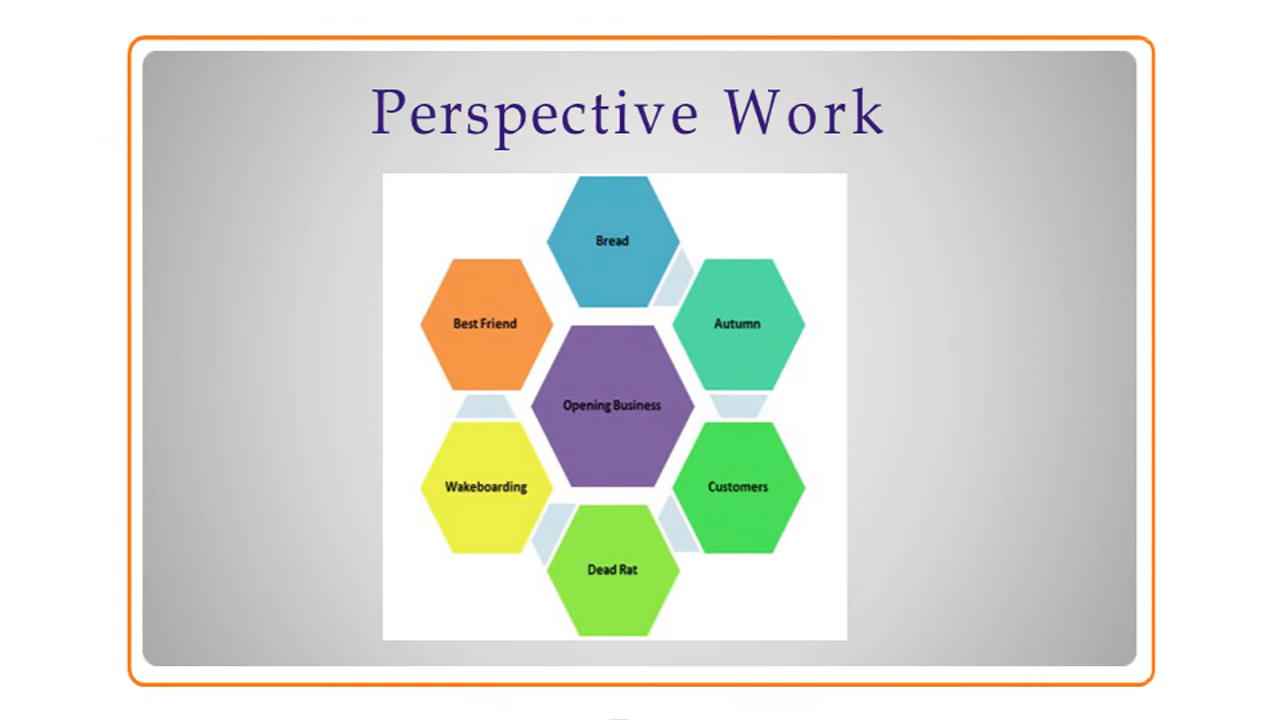 Perspective Work
Bread
Best Friend
Autumn
Opening Business
Wakeboarding
Customers
Dead Rat